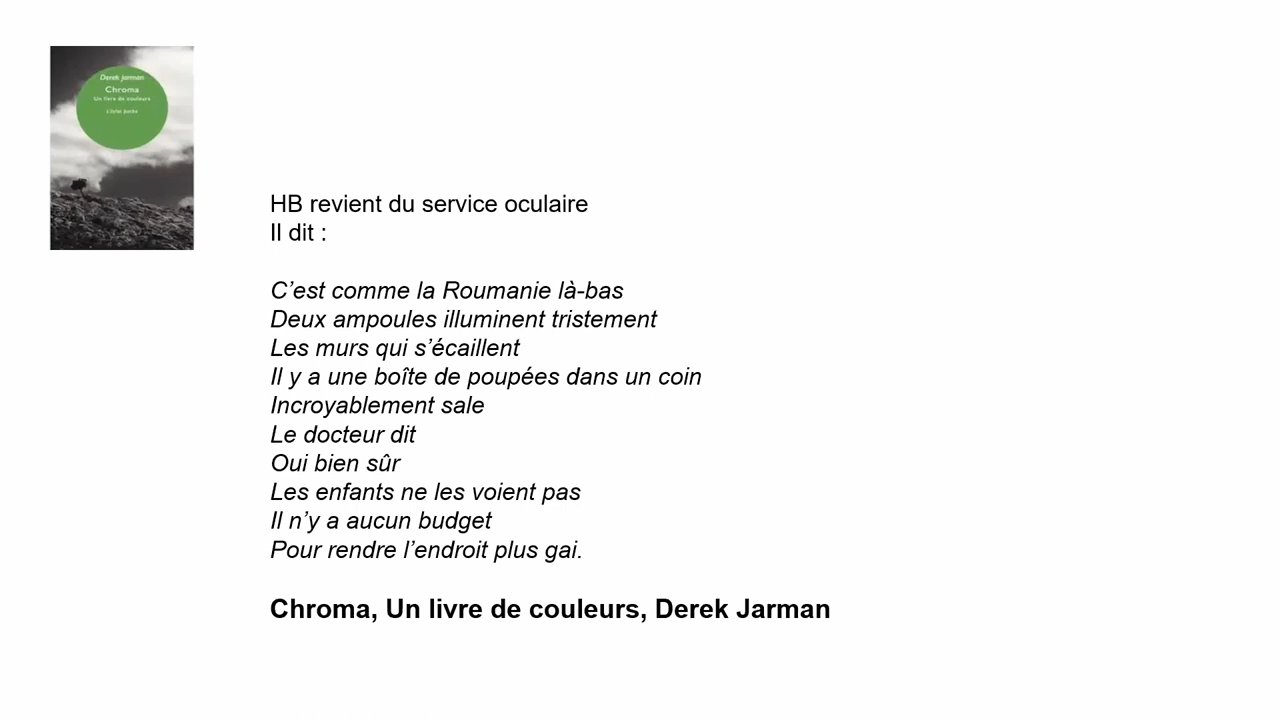 Derek Jarman
Chroma
Un livre de couleurs
L'éclat poche
HB revient du service oculaire
Il dit :
C’est comme la Roumanie là-bas
Deux ampoules illuminent tristement
Les murs qui s’écaillent
Il y a une boîte de poupées dans un coin
Incroyablement sale
Le docteur dit
Oui bien sûr
Les enfants ne les voient pas
Il n’y a aucun budget
Pour rendre l’endroit plus gai.
Chroma, Un livre de couleurs, Derek Jarman